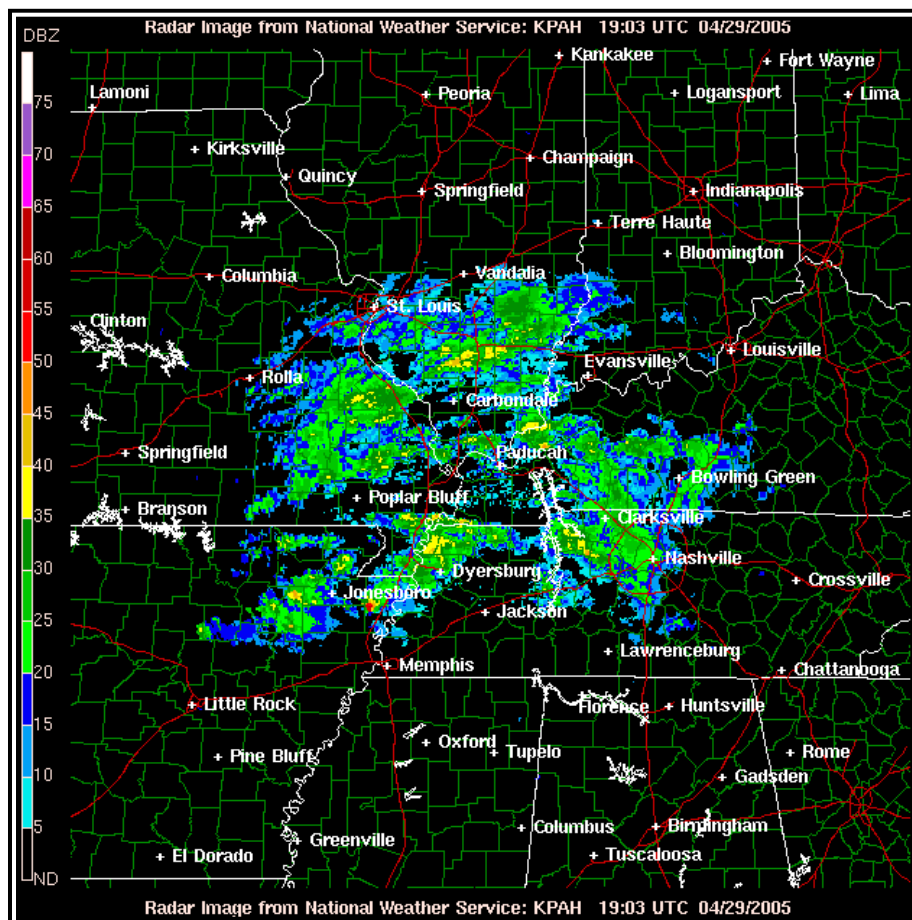 Radar Image from National Weather Service: KPAH 19:03 UTC 04/29/2005
DBZ
Kankakee
Fort Wayne
Lamoni
Peoria
Logansport
Lima
75
Kirksville
Champaign
70
Quincy
Springfield
Indianapolis
65
Terre Haute
Bloomington
60
Columbia
Vandalia
55
St. Louis
Clinton
Evansville
Louisville
50
Rolla
Carbondale
45
Springfield
Paducah
40
Poplar Bluff
Bowling Green
Branson
35
Clarksville
Nashville
30
Dyersburg
Crossville
Jonesboro
25
Jackson
Lawrenceburg
20
Memphis
Chattanooga
Little Rock
Florence
Huntsville
15
Pine Bluff
Oxford
Tupelo
Rome
10
Gadsden
5
Greenville
Columbus
Birmingham
El Dorado
Tuscaloosa
ND
Radar Image from National Weather Service: KPAH 19:03 UTC 04/29/2005